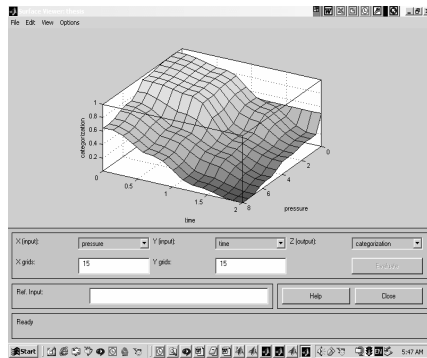 Surface Viewer: thesis
File Edit View Options
1
0.8
0.6
0.4
0.2
categorization
0
0.5
1
1.5
2
time
8
6
4
2
0
pressure
X (input): pressure Y (input): time Z (output): categorization
X grids: 15 Y grids: 15 Evaluate
Ref. Input: Help Close
Ready
Start 5:47 AM